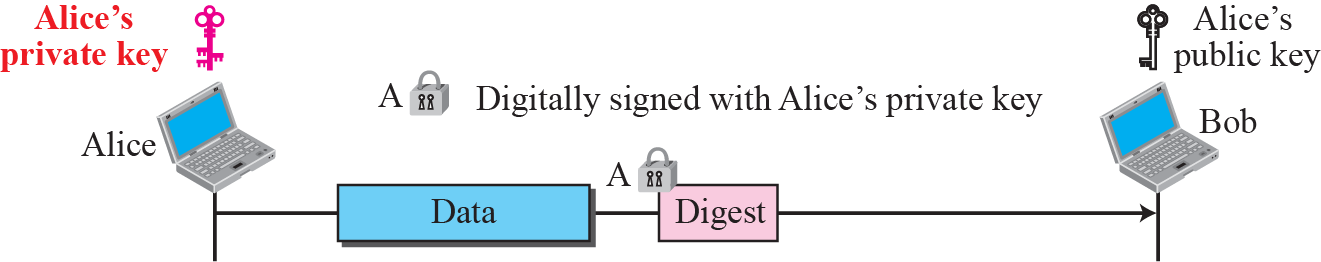 Alice’s
private key
Alice’s
public key
A
Digitally signed with Alice’s private key
Alice
Bob
A
Data
Digest